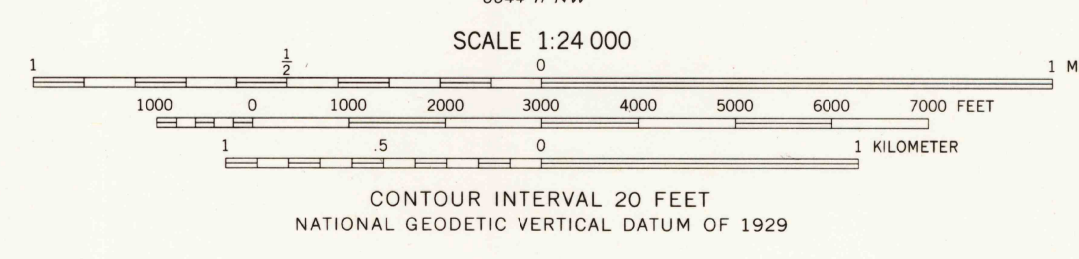 SCALE 1:24 000
1 1/2 0 1 M
1000 0 1000 2000 3000 4000 5000 6000 7000 FEET
1 .5 0 1 KILOMETER
CONTOUR INTERVAL 20 FEET
NATIONAL GEODETIC VERTICAL DATUM OF 1929